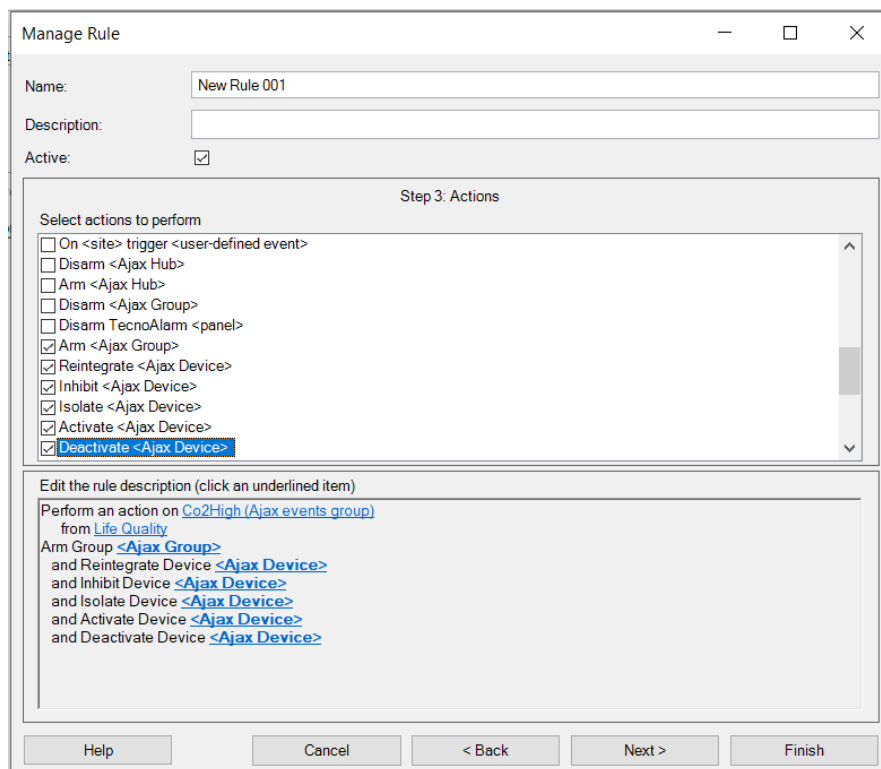 Manage Rule
Name:
New Rule 001
Description:
Active:
Step 3: Actions
Select actions to perform
On <site> trigger <user-defined event>
Disarm <Ajax Hub>
Arm <Ajax Hub>
Disarm <Ajax Group>
Disarm TecnoAlarm <panel>
Arm <Ajax Group>
Reintegrate <Ajax Device>
Inhibit <Ajax Device>
Isolate <Ajax Device>
Activate <Ajax Device>
Deactivate <Ajax Device>
Edit the rule description (click an underlined item)
Perform an action on Co2High (Ajax events group)
from Life Quality
Arm Group <Ajax Group>
and Reintegrate Device <Ajax Device>
and Inhibit Device <Ajax Device>
and Isolate Device <Ajax Device>
and Activate Device <Ajax Device>
and Deactivate Device <Ajax Device>
Help
Cancel
< Back
Next >
Finish